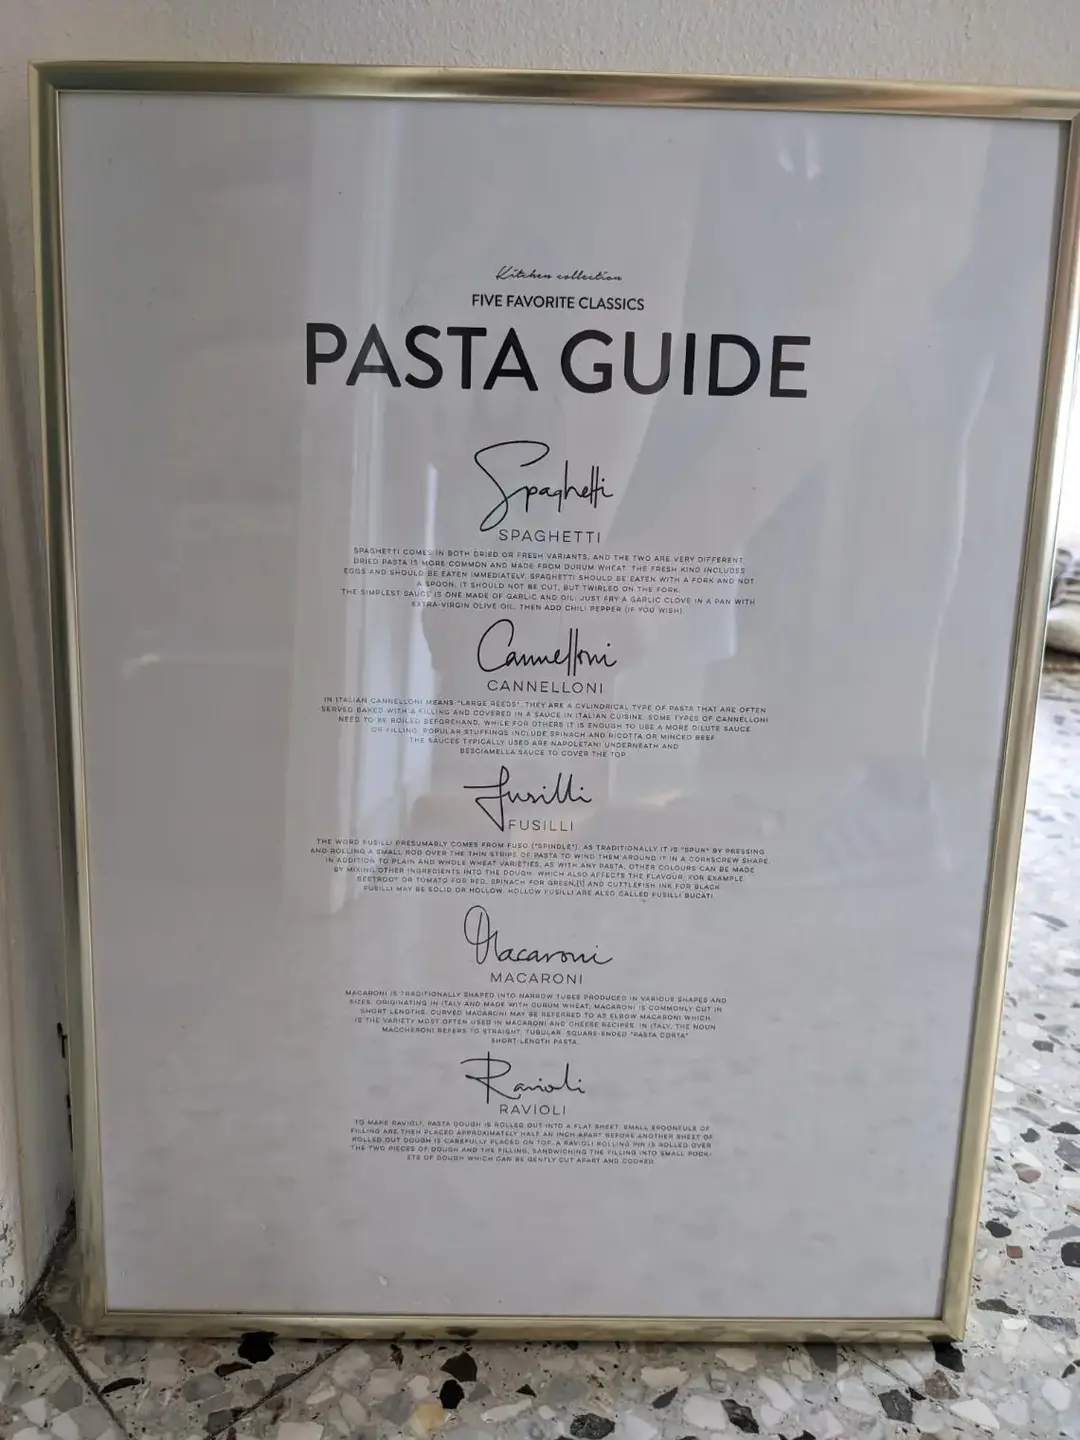 Kitchen collection
FIVE FAVORITE CLASSICS
PASTA GUIDE
Spaghetti
SPAGHETTI
SPAGHETTI COMES IN BOTH DRIED OR FRESH VARIANTS, AND THE TWO ARE VERY DIFFERENT.
DRIED PASTA IS MORE COMMON AND MADE FROM DURUM WHEAT. THE FRESH KIND INCLUDES
EGGS AND SHOULD BE EATEN IMMEDIATELY. SPAGHETTI SHOULD BE EATEN WITH A FORK AND NOT
A SPOON. IT SHOULD NOT BE CUT, BUT TWIRLED ON THE FORK.
THE SIMPLEST SAUCE IS ONE MADE OF GARLIC AND OIL: JUST FRY A GARLIC CLOVE IN A PAN WITH
EXTRA-VIRGIN OLIVE OIL, THEN ADD CHILI PEPPER (IF YOU WISH).
Cannelloni
CANNELLONI
IN ITALIAN CANNELLONI MEANS "LARGE REEDS". THEY ARE A CYLINDRICAL TYPE OF PASTA THAT ARE OFTEN
SERVED BAKED WITH A FILLING AND COVERED IN A SAUCE IN ITALIAN CUISINE. SOME TYPES OF CANNELLONI
NEED TO BE BOILED BEFOREHAND, WHILE FOR OTHERS IT IS ENOUGH TO USE A MORE DILUTE SAUCE
OR FILLING. POPULAR STUFFINGS INCLUDE SPINACH AND RICOTTA OR MINCED BEEF.
THE SAUCES TYPICALLY USED ARE NAPOLETANI UNDERNEATH AND
BESCIAMELLA SAUCE TO COVER THE TOP.
Fusilli
FUSILLI
THE WORD FUSILLI PRESUMABLY COMES FROM FUSO ("SPINDLE"), AS TRADITIONALLY IT IS "SPUN" BY PRESSING
AND ROLLING A SMALL ROD OVER THE THIN STRIPS OF PASTA TO WIND THEM AROUND IT IN A CORKSCREW SHAPE.
IN ADDITION TO PLAIN AND WHOLE WHEAT VARIETIES, AS WITH ANY PASTA, OTHER COLOURS CAN BE MADE
BY MIXING OTHER INGREDIENTS INTO THE DOUGH, WHICH ALSO AFFECTS THE FLAVOUR, FOR EXAMPLE
BEETROOT OR TOMATO FOR RED, SPINACH FOR GREEN,[1] AND CUTTLEFISH INK FOR BLACK.
FUSILLI MAY BE SOLID OR HOLLOW. HOLLOW FUSILLI ARE ALSO CALLED FUSILLI BUCATI.
Macaroni
MACARONI
MACARONI IS TRADITIONALLY SHAPED INTO NARROW TUBES PRODUCED IN VARIOUS SHAPES AND
SIZES. ORIGINATING IN ITALY AND MADE WITH DURUM WHEAT, MACARONI IS COMMONLY CUT IN
SHORT LENGTHS. CURVED MACARONI MAY BE REFERRED TO AS ELBOW MACARONI WHICH
IS THE VARIETY MOST OFTEN USED IN MACARONI AND CHEESE RECIPES. IN ITALY, THE NOUN
MACCHERONI REFERS TO STRAIGHT, TUBULAR, SQUARE-ENDED "PASTA CORTA"
SHORT-LENGTH PASTA.
Ravioli
RAVIOLI
TO MAKE RAVIOLI, PASTA DOUGH IS ROLLED OUT INTO A FLAT SHEET. SMALL SPOONFULS OF
FILLING ARE THEN PLACED APPROXIMATELY HALF AN INCH APART BEFORE ANOTHER SHEET OF
ROLLED OUT DOUGH IS CAREFULLY PLACED ON TOP. A RAVIOLI ROLLING PIN IS ROLLED OVER
THE TWO PIECES OF DOUGH AND THE FILLING, SANDWICHING THE FILLING INTO SMALL POCK-
ETS OF DOUGH WHICH CAN BE GENTLY CUT APART AND COOKED.